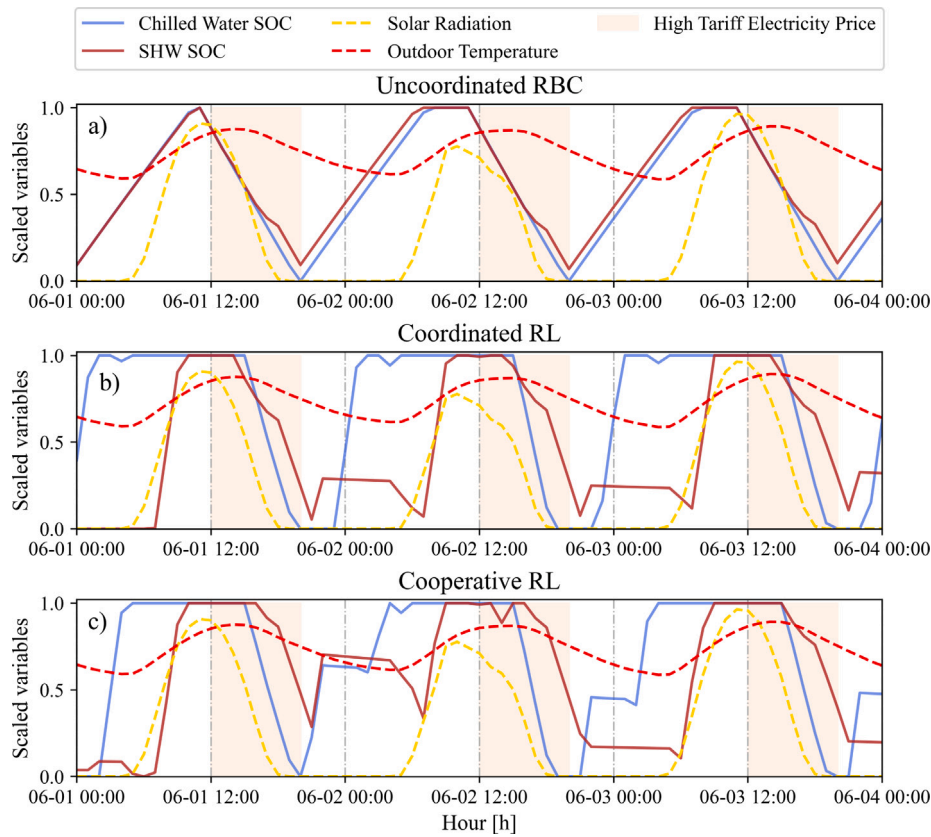 Chilled Water SOC
SHW SOC
Solar Radiation
Outdoor Temperature
High Tariff Electricity Price
Uncoordinated RBC
a)
Scaled variables
1.0
0.5
0.0
06-01 00:00 06-01 12:00 06-02 00:00 06-02 12:00 06-03 00:00 06-03 12:00 06-04 00:00
Coordinated RL
b)
Scaled variables
1.0
0.5
0.0
06-01 00:00 06-01 12:00 06-02 00:00 06-02 12:00 06-03 00:00 06-03 12:00 06-04 00:00
Cooperative RL
c)
Scaled variables
1.0
0.5
0.0
06-01 00:00 06-01 12:00 06-02 00:00 06-02 12:00 06-03 00:00 06-03 12:00 06-04 00:00
Hour [h]